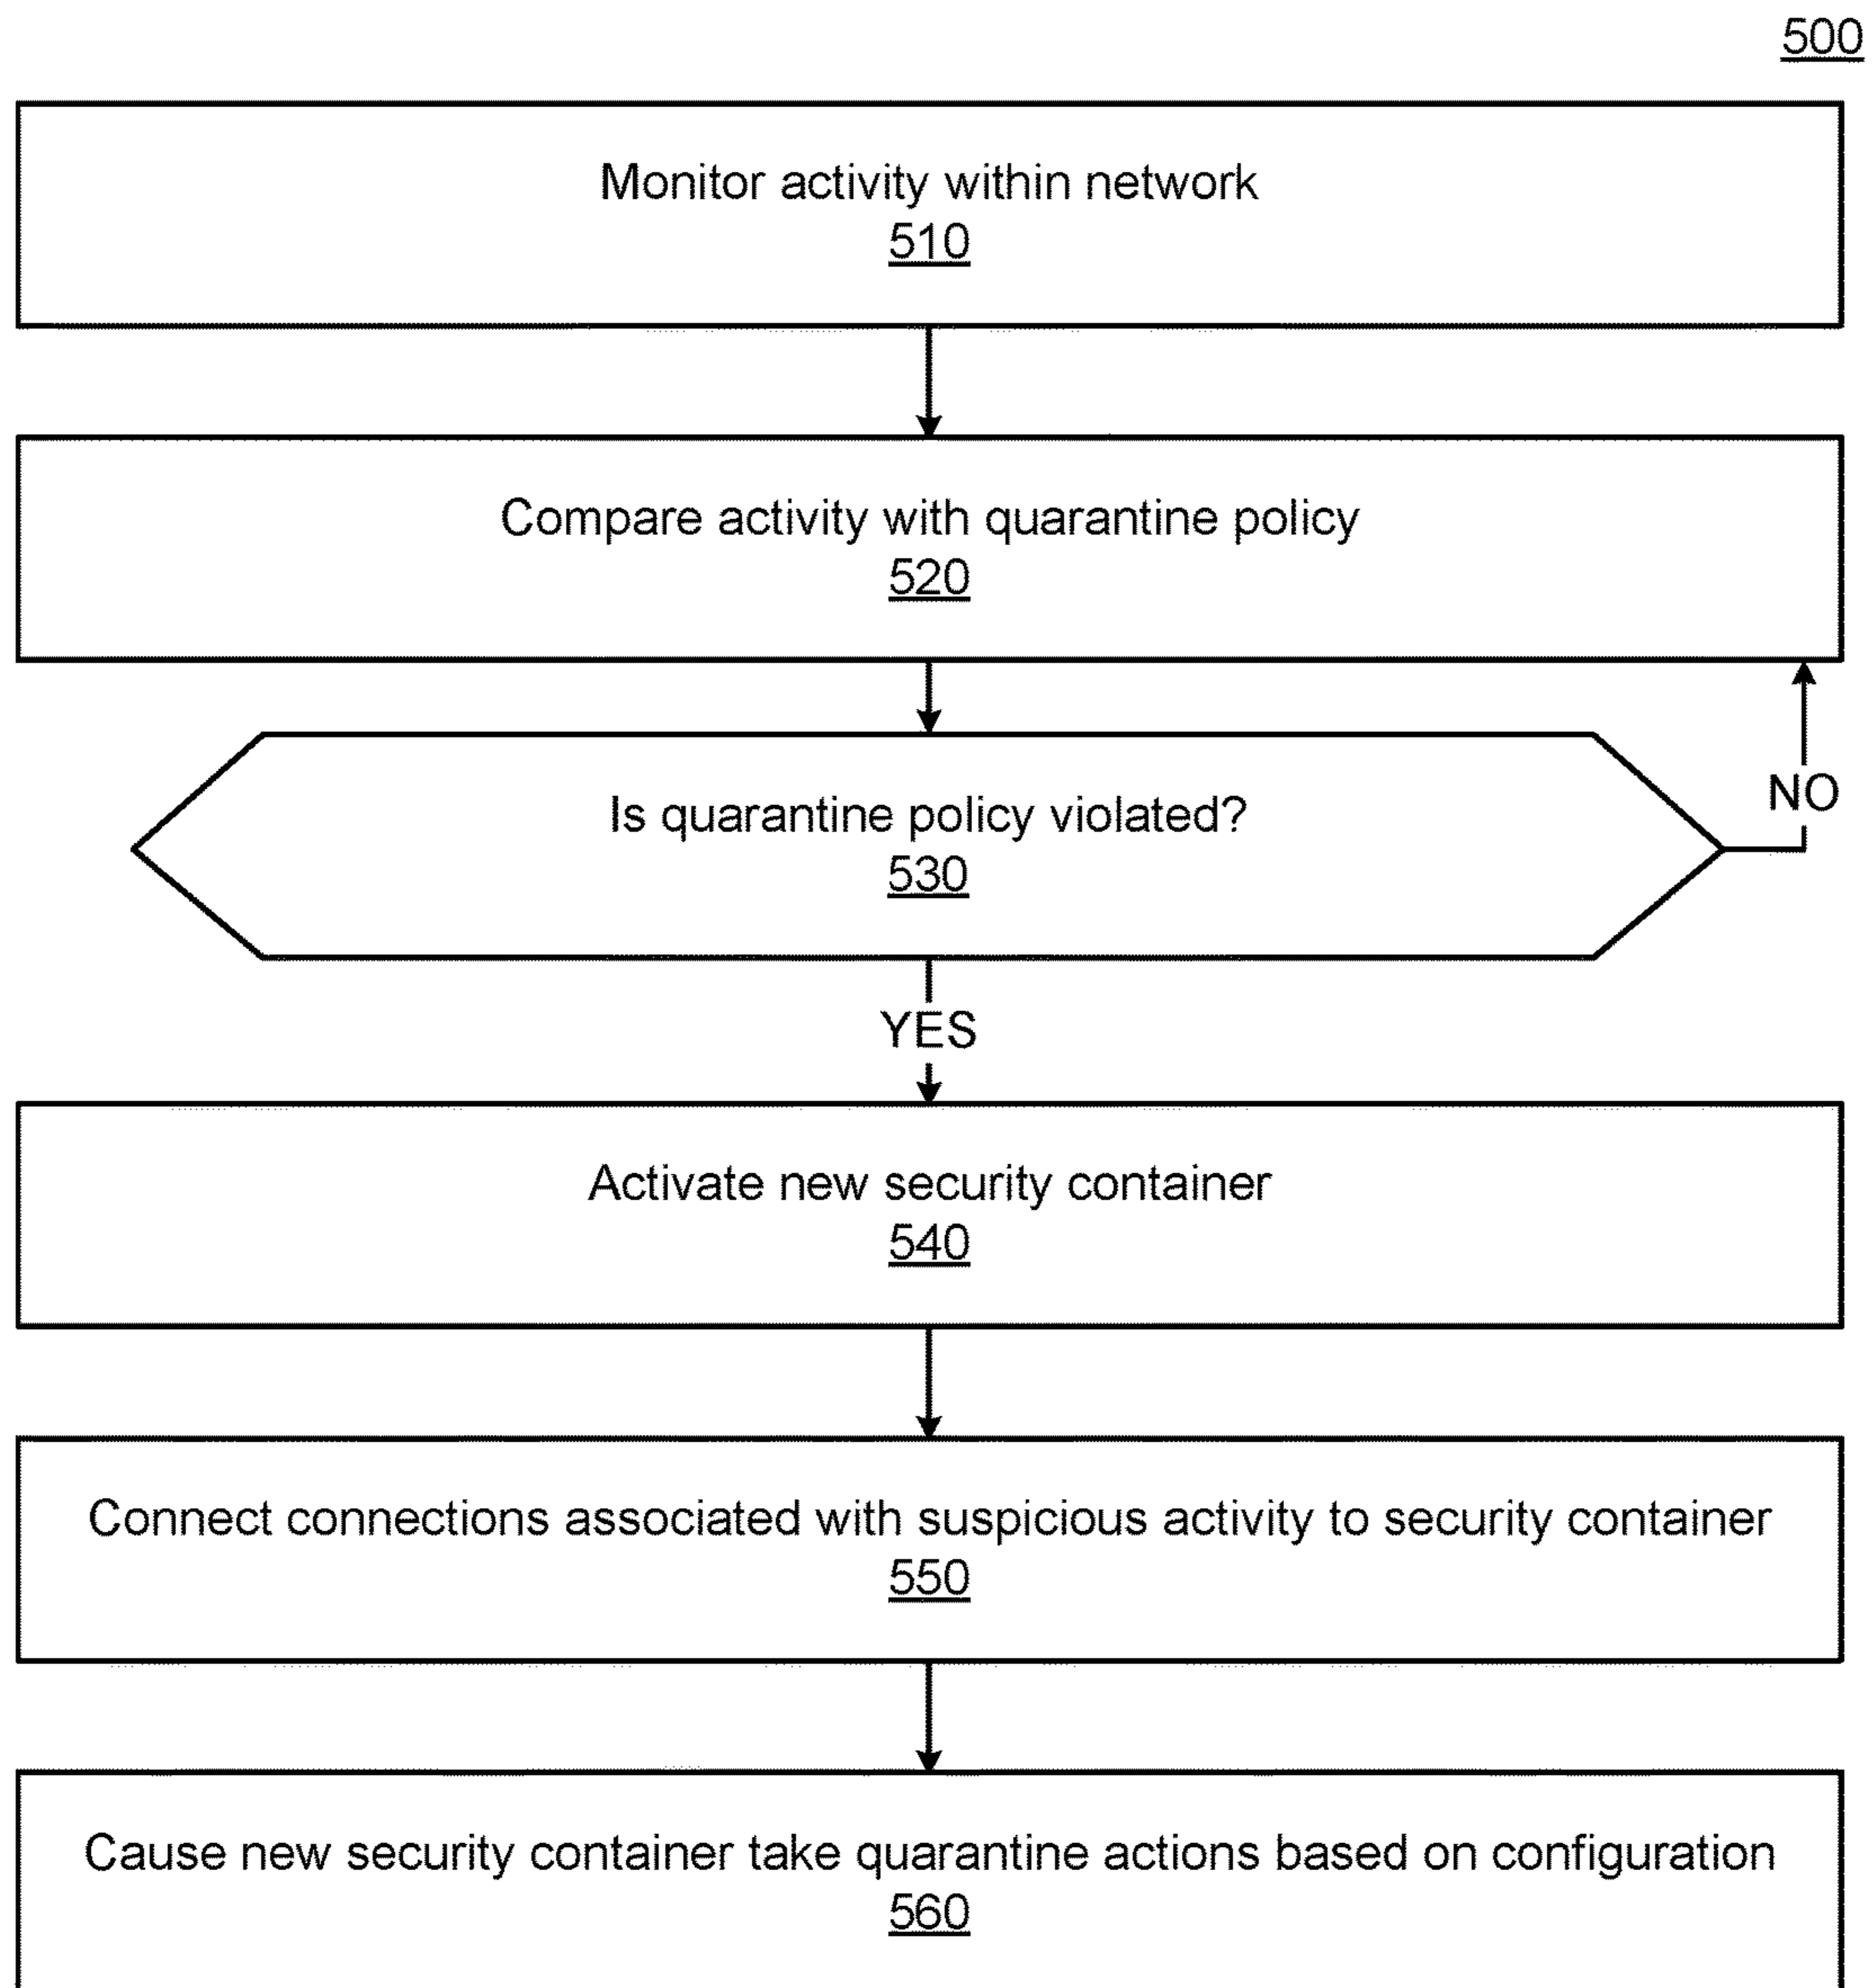 500
Monitor activity within network
510
Compare activity with quarantine policy
520
Is quarantine policy violated?
530
NO
YES
Activate new security container
540
Connect connections associated with suspicious activity to security container
550
Cause new security container take quarantine actions based on configuration
560